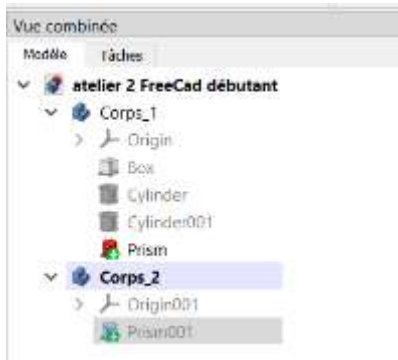 Vue combinée
Modèle Tâches
atelier 2 FreeCad débutant
Corps_1
Origin
Box
Cylinder
Cylinder001
Prism
Corps_2
Origin001
Prism001